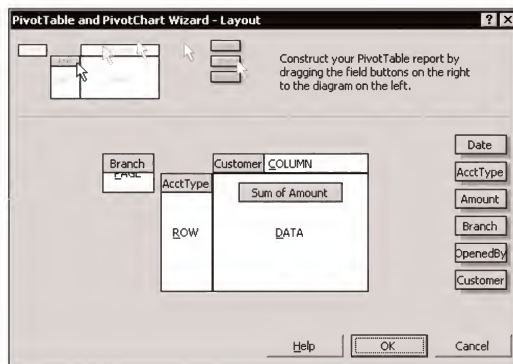 PivotTable and PivotChart Wizard - Layout
Construct your PivotTable report by
dragging the field buttons on the right
to the diagram on the left.
Branch
PAGE
Customer COLUMN
AcctType
Sum of Amount
ROW
DATA
Date
AcctType
Amount
Branch
OpenedBy
Customer
Help
OK
Cancel